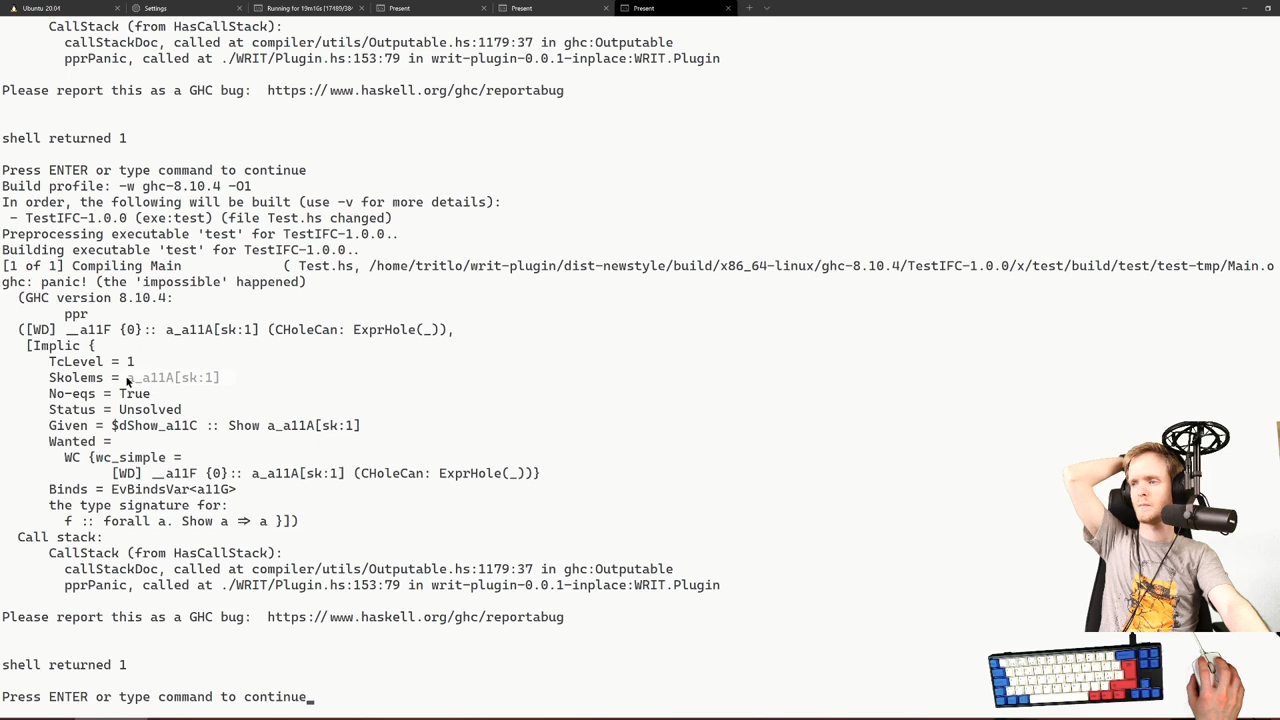 Ubuntu 20.04
Settings
Running for 19m16s [17489/38
Present
Present
Present
CallStack (from HasCallStack):
callStackDoc, called at compiler/utils/Outputable.hs:1179:37 in ghc:Outputable
pprPanic, called at ./WRIT/Plugin.hs:153:79 in writ-plugin-0.0.1-inplace:WRIT.Plugin
Please report this as a GHC bug:  https://www.haskell.org/ghc/reportabug
shell returned 1
Press ENTER or type command to continue
Build profile: -w ghc-8.10.4 -O1
In order, the following will be built (use -v for more details):
- TestIFC-1.0.0 (exe:test) (file Test.hs changed)
Preprocessing executable 'test' for TestIFC-1.0.0..
Building executable 'test' for TestIFC-1.0.0..
[1 of 1] Compiling Main             ( Test.hs, /home/tritlo/writ-plugin/dist-newstyle/build/x86_64-linux/ghc-8.10.4/TestIFC-1.0.0/x/test/build/test/test-tmp/Main.o
ghc: panic! (the 'impossible' happened)
(GHC version 8.10.4:
ppr
([WD] __a11F {0}:: a_a11A[sk:1] (CHoleCan: ExprHole(_)),
[Implic {
TcLevel = 1
Skolems = a_a11A[sk:1]
No-eqs = True
Status = Unsolved
Given = $dShow_a11C :: Show a_a11A[sk:1]
Wanted =
WC {wc_simple =
[WD] __a11F {0}:: a_a11A[sk:1] (CHoleCan: ExprHole(_))}
Binds = EvBindsVar<a11G>
the type signature for:
f :: forall a. Show a => a }])
Call stack:
CallStack (from HasCallStack):
callStackDoc, called at compiler/utils/Outputable.hs:1179:37 in ghc:Outputable
pprPanic, called at ./WRIT/Plugin.hs:153:79 in writ-plugin-0.0.1-inplace:WRIT.Plugin
Please report this as a GHC bug:  https://www.haskell.org/ghc/reportabug
shell returned 1
Press ENTER or type command to continue